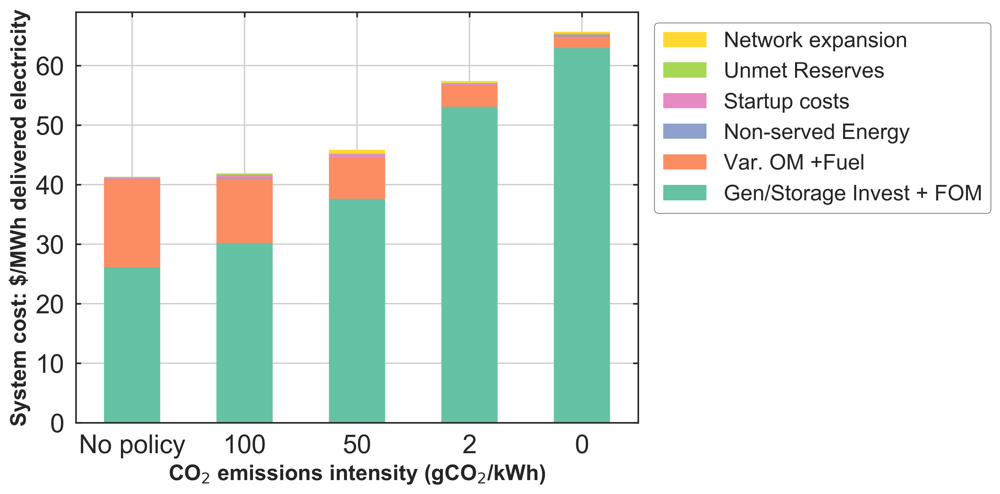 System cost: $/MWh delivered electricity
60
50
40
30
20
10
0
No policy 100 50 2 0
CO₂ emissions intensity (gCO₂/kWh)
Network expansion
Unmet Reserves
Startup costs
Non-served Energy
Var. OM +Fuel
Gen/Storage Invest + FOM